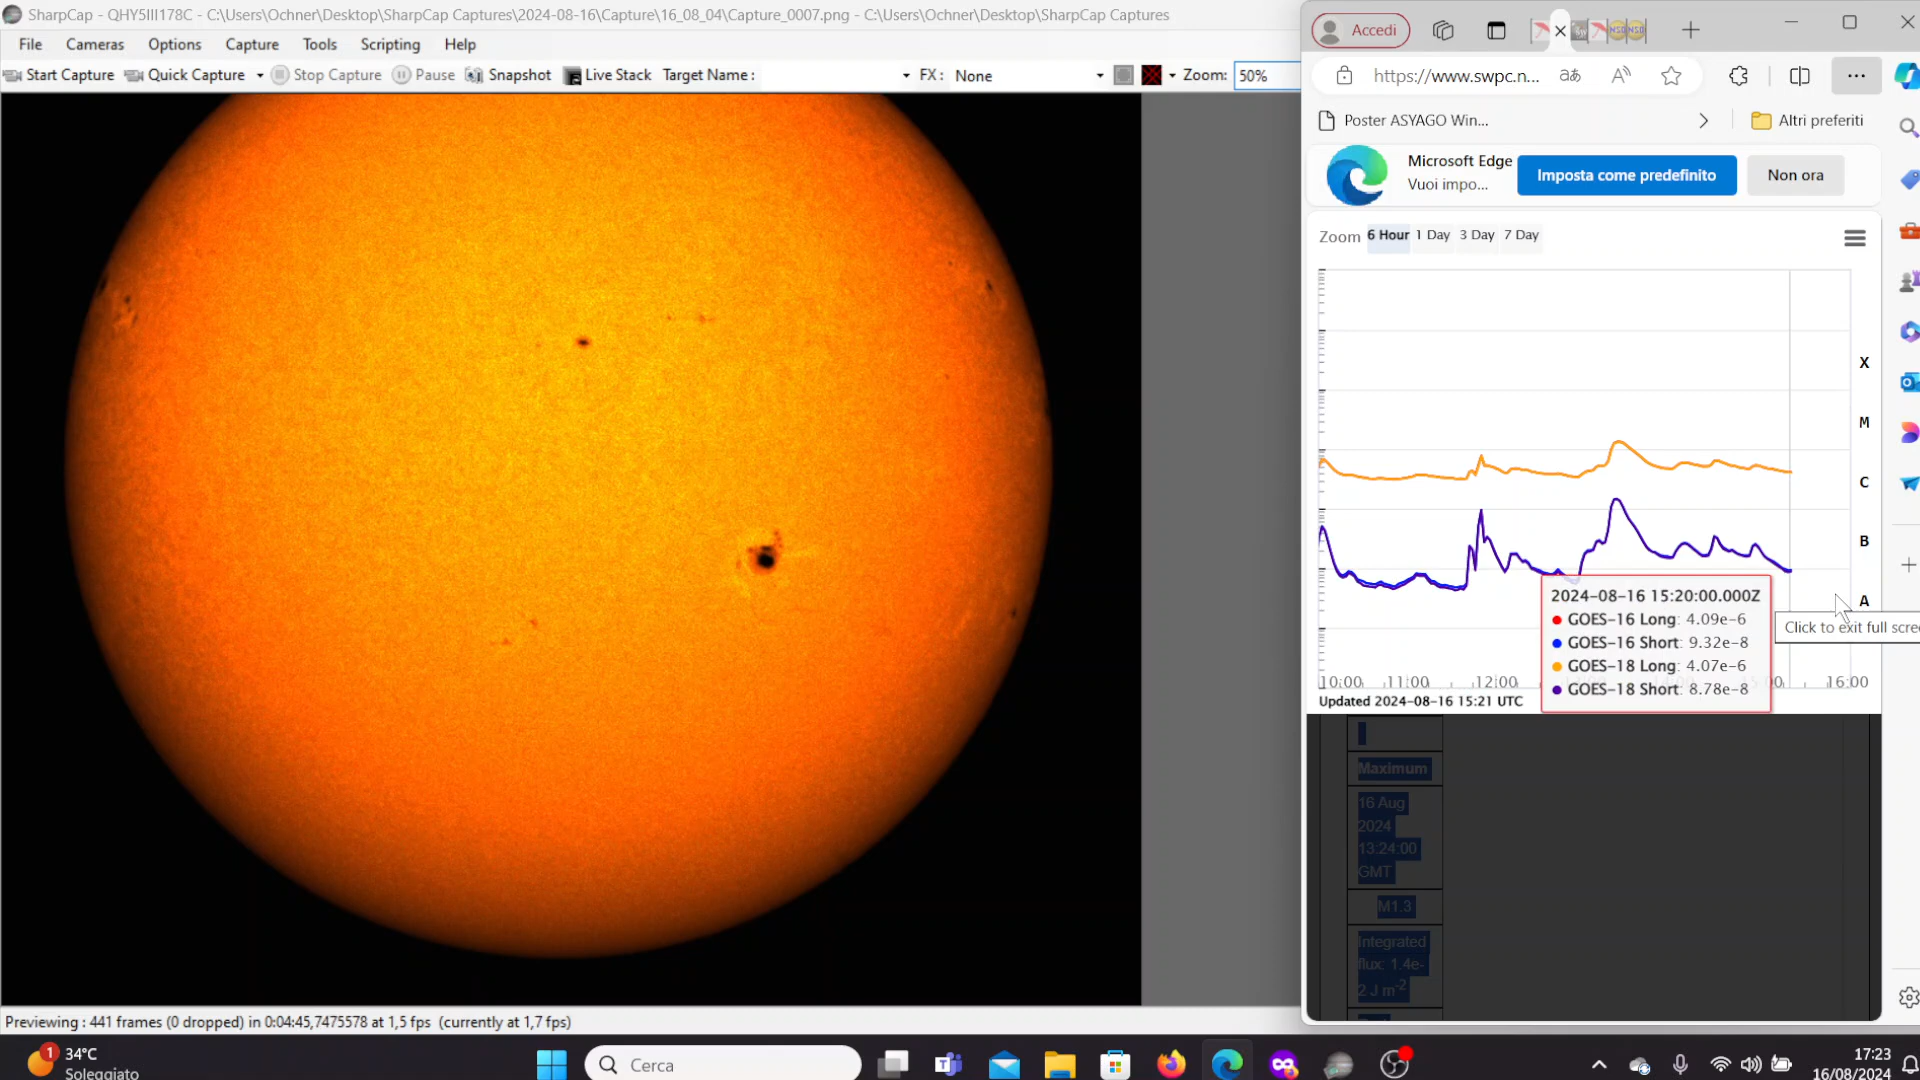 SharpCap - QHY5III178C - C:\Users\Ochner\Desktop\SharpCap Captures\2024-08-16\Capture\16_08_04\Capture_0007.png - C:\Users\Ochner\Desktop\SharpCap Captures
File Cameras Options Capture Tools Scripting Help
Start Capture Quick Capture Stop Capture Pause Snapshot Live Stack Target Name : FX : None Zoom: 50%
Previewing : 441 frames (0 dropped) in 0:04:45,7475578 at 1,5 fps (currently at 1,7 fps)
Accedi
https://www.swpc.n...
Poster ASYAGO Win...
Altri preferiti
Microsoft Edge
Vuoi impo...
Imposta come predefinito
Non ora
Zoom 6 Hour 1 Day 3 Day 7 Day
X
M
C
B
A
2024-08-16 15:20:00.000Z
GOES-16 Long: 4.09e-6
GOES-16 Short: 9.32e-8
GOES-18 Long: 4.07e-6
GOES-18 Short: 8.78e-8
Click to exit full scre
10:00 11:00 12:00 15:00 16:00
Updated 2024-08-16 15:21 UTC
Maximum
16 Aug
2024
13:24:00
GMT
M1.3
Integrated
flux: 1.4e-
2 J m-2
1
34°C
Soleggiato
Cerca
17:23
16/08/2024